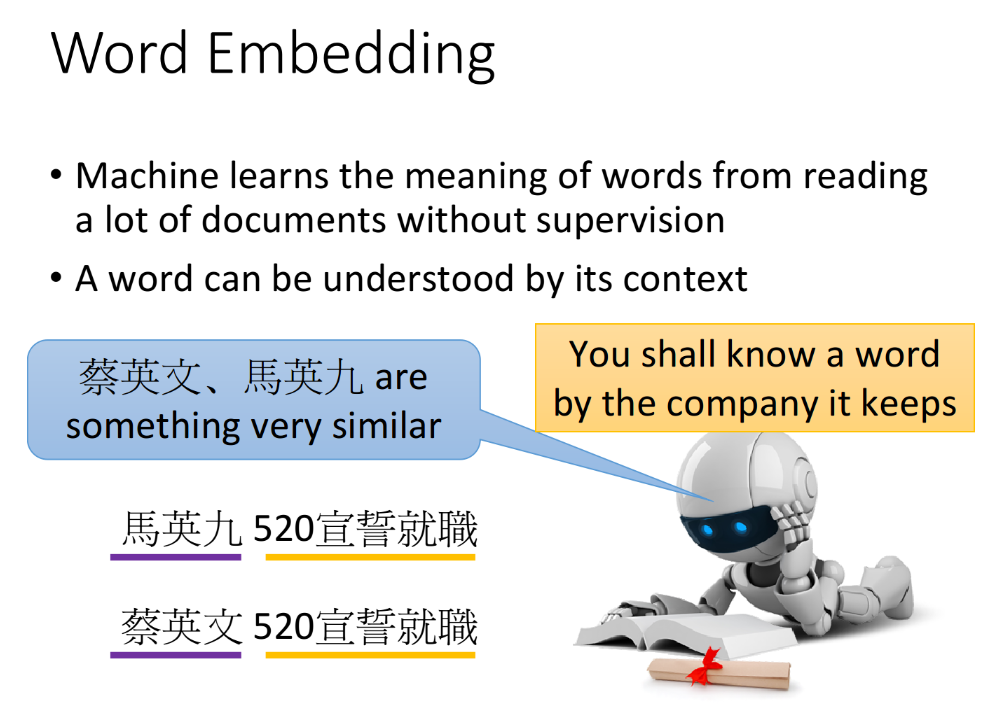 Word Embedding
• Machine learns the meaning of words from reading
a lot of documents without supervision
• A word can be understood by its context
蔡英文、馬英九 are
something very similar
You shall know a word
by the company it keeps
馬英九 520宣誓就職
蔡英文 520宣誓就職